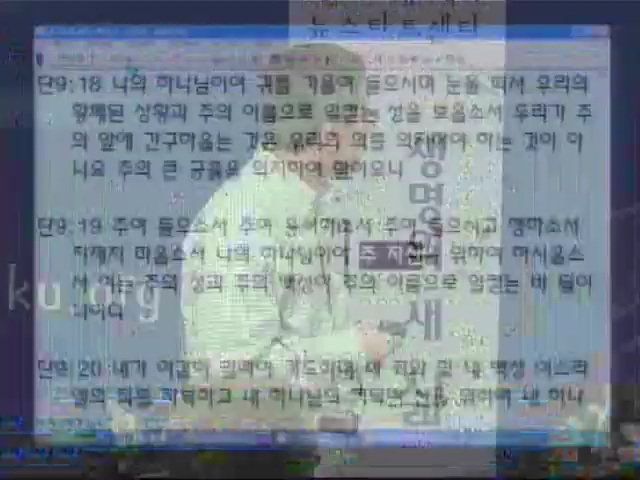 뉴스타트센터
단9:18 나의 하나님이여 귀를 기울여 들으시며 눈을 떠서 우리의
황폐된 상황과 주의 이름으로 일컫는 성을 보옵소서 우리가 주
의 앞에 간구하옵는 것은 우리의 의를 의지하여 하는 것이 아
니요 주의 큰 긍휼을 의지하여 함이오니
단9:19 주여 들으소서 주여 용서하소서 주여 들으시고 행하소서
지체치 마옵소서 나의 하나님이여 주 자신을 위하여 하시옵소
서 이는 주의 성과 주의 백성이 주의 이름으로 일컫는 바 됨이
니이다
단9:20 내가 이같이 말하여 기도하며 내 죄와 및 내 백성 이스라
엘의 죄를 자복하고 내 하나님의 거룩한 산을 위하여 내 하나
생명
새